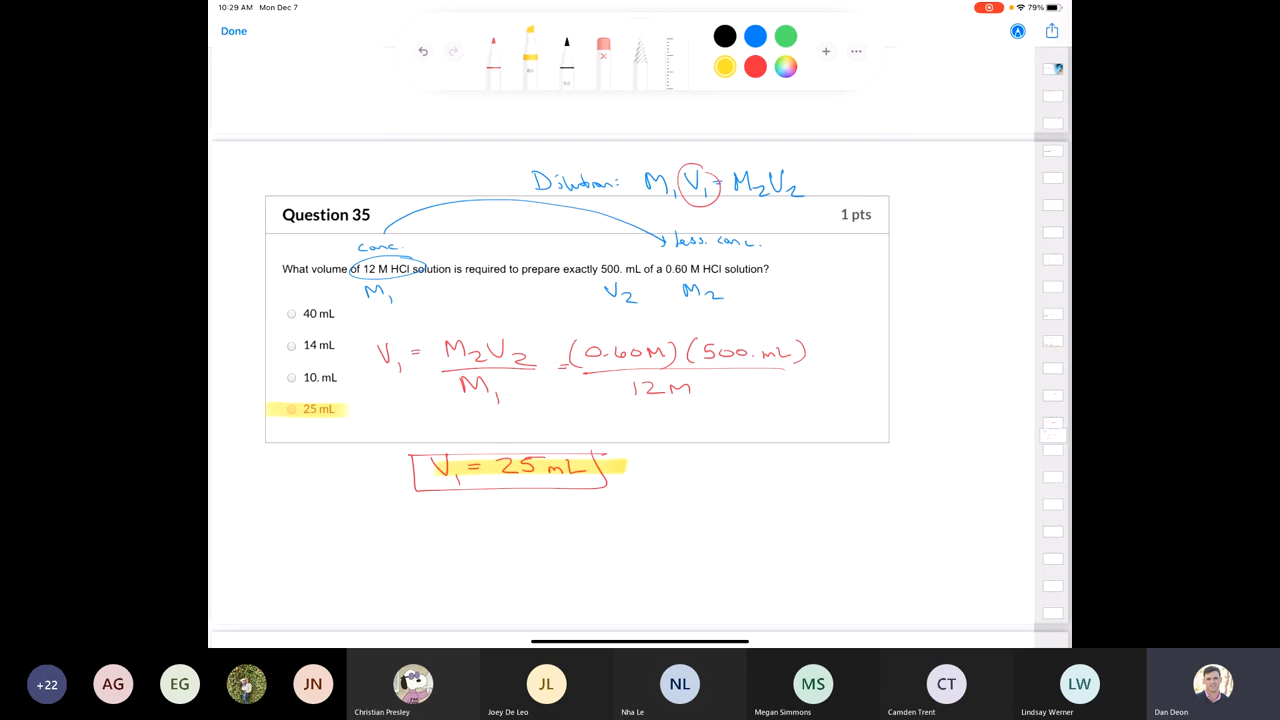 10:29 AM Mon Dec 7
79%
Done
Dilution: M₁V₁ = M₂V₂
Question 35
1 pts
conc.
less. conc.
What volume of 12 M HCl solution is required to prepare exactly 500. mL of a 0.60 M HCl solution?
M₁ V₂ M₂
40 mL
14 mL
10. mL
25 mL
V₁ = M₂V₂ / M₁ = (0.60M)(500.mL) / 12M
V₁ = 25 mL
+22
AG
EG
JN
JL
NL
MS
CT
LW
Christian Presley
Joey De Leo
Nha Le
Megan Simmons
Camden Trent
Lindsay Werner
Dan Deon